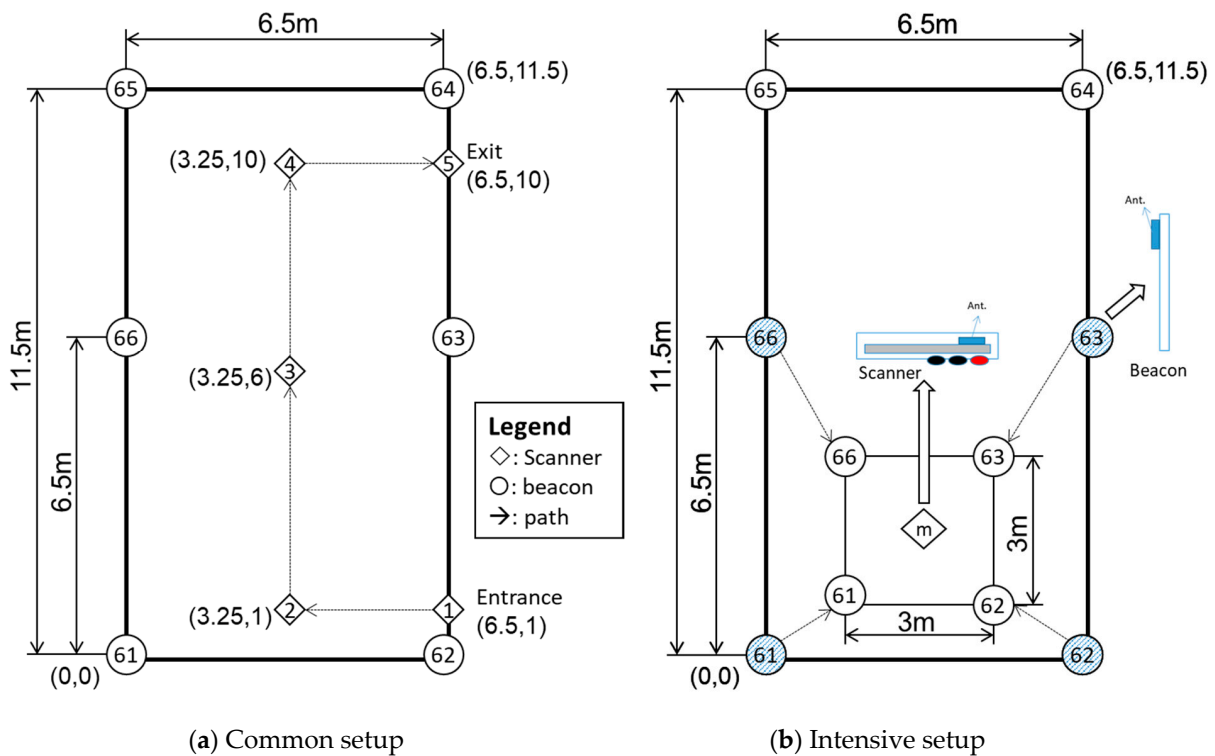 6.5m
65
64
(6.5,11.5)
(3.25,10)
4
5
Exit
(6.5,10)
11.5m
66
63
6.5m
(3.25,6)
3
Legend
◇: Scanner
○: beacon
→: path
(3.25,1)
2
1
Entrance
(6.5,1)
61
62
(0,0)
(a) Common setup
6.5m
65
64
(6.5,11.5)
Ant.
11.5m
66
Ant.
Scanner
63
Beacon
6.5m
66
63
m
3m
61
62
3m
61
62
(0,0)
(b) Intensive setup